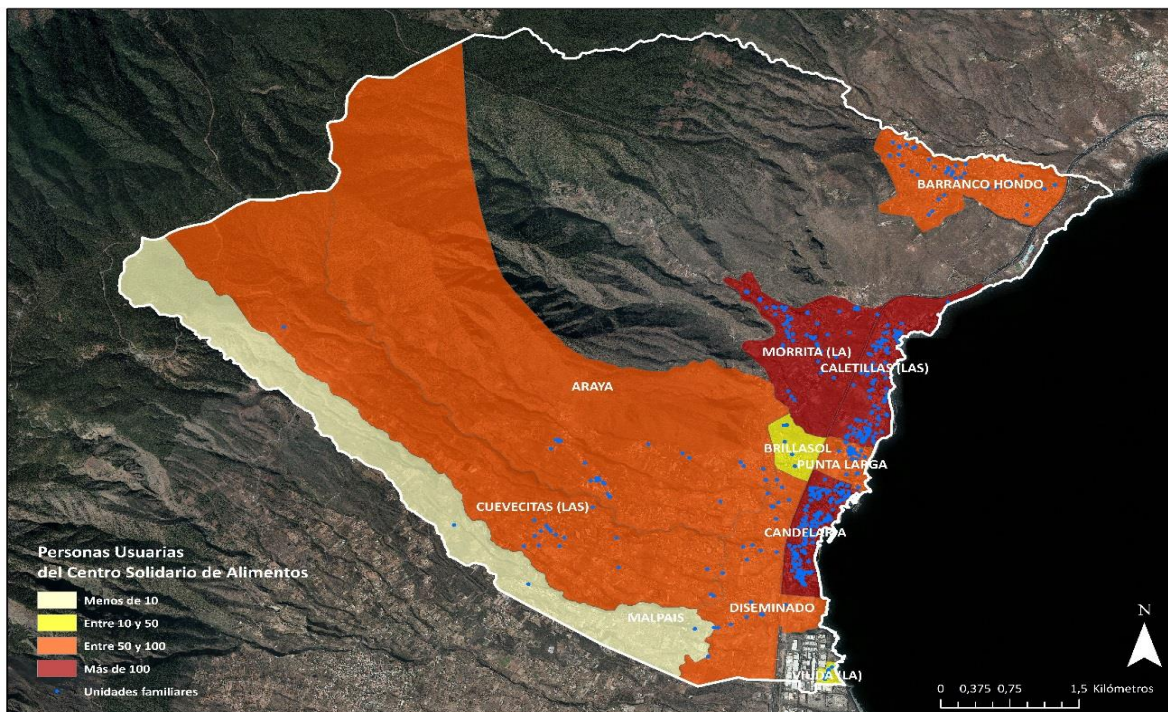 BARRANCO HONDO
MORRITA (LA)
CALETILLAS (LAS)
ARAYA
BRILLASOL
PUNTA LARGA
CUEVECITAS (LAS)
CANDELARIA
DISEMINADO
MALPAIS
VIUDA (LA)
Personas Usuarias
del Centro Solidario de Alimentos
Menos de 10
Entre 10 y 50
Entre 50 y 100
Más de 100
Unidades familiares
N
0 0,375 0,75 1,5 Kilómetros